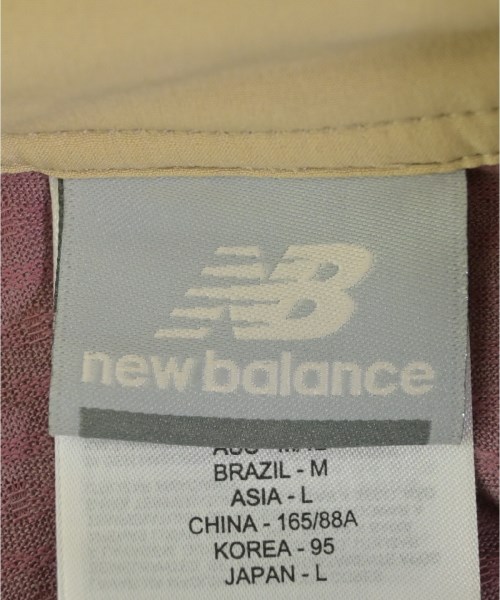 NB
new balance
BRAZIL - M
ASIA - L
CHINA - 165/88A
KOREA - 95
JAPAN - L